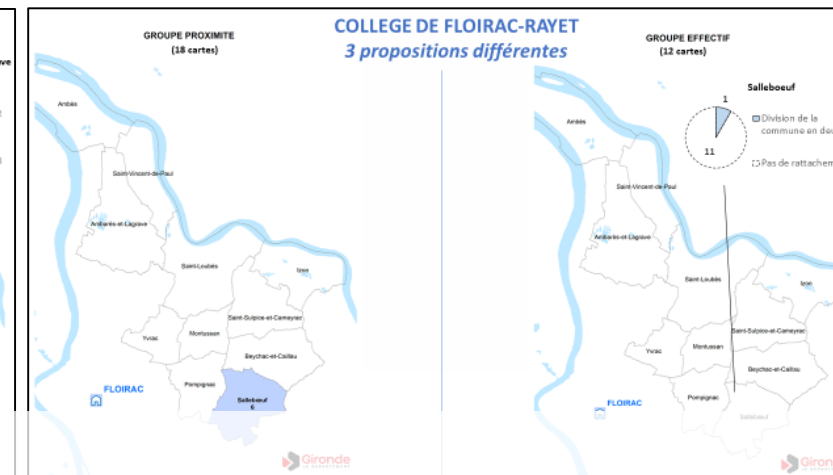 COLLEGE DE FLOIRAC-RAYET
3 propositions différentes
GROUPE PROXIMITE
(18 cartes)
Ambès
Saint-Vincent-de-Paul
Ambarès-et-Lagrave
Saint-Loubès
Izon
Saint-Sulpice-et-Cameyrac
Yvrac
Montussan
Beychac-et-Caillau
Pompignac
Salleboeuf
6
FLOIRAC
Gironde
LE DEPARTEMENT
GROUPE EFFECTIF
(12 cartes)
Salleboeuf
1
11
Division de la
commune en deu
Pas de rattachem
Ambès
Saint-Vincent-de-Paul
Ambarès-et-Lagrave
Saint-Loubès
Izon
Saint-Sulpice-et-Cameyrac
Yvrac
Montussan
Beychac-et-Caillau
Pompignac
Salleboeuf
FLOIRAC
Giron